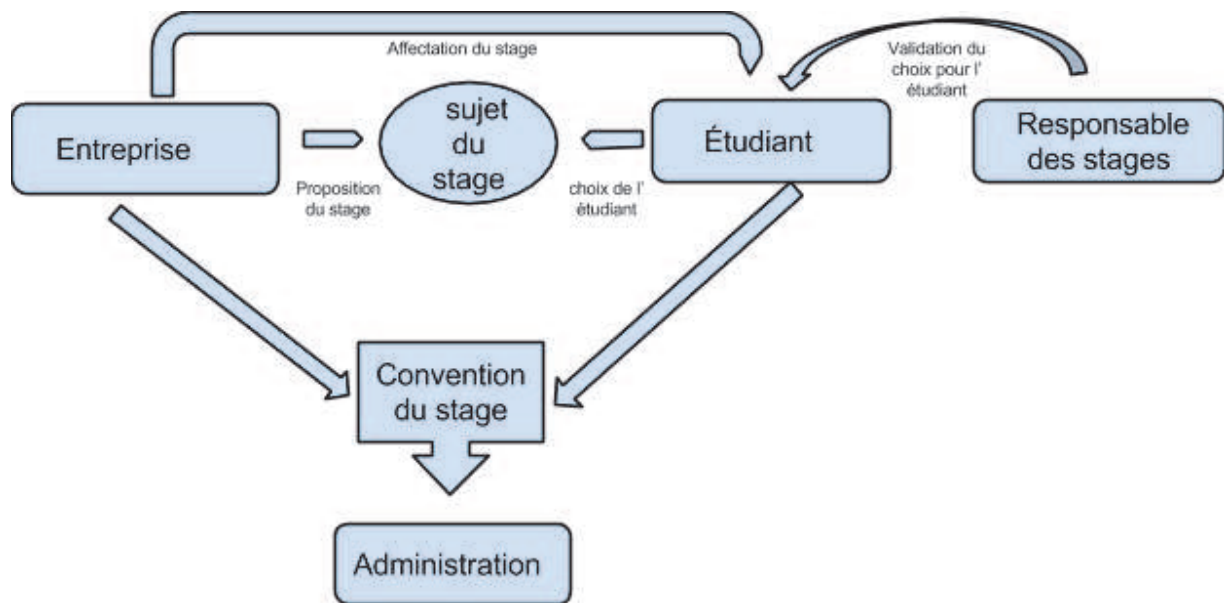 Affectation du stage
Validation du
choix pour l'
étudiant
Entreprise
sujet
du
stage
Étudiant
Responsable
des stages
Proposition
du stage
choix de l'
étudiant
Convention
du stage
Administration